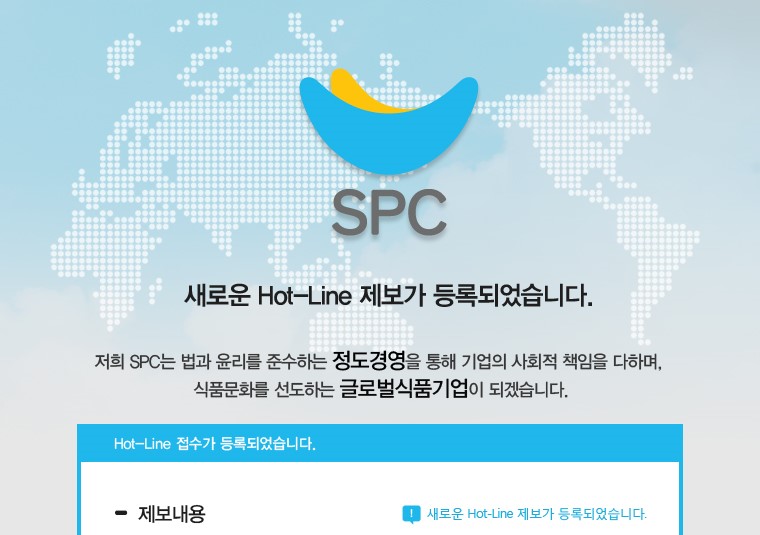 SPC
새로운 Hot-Line 제보가 등록되었습니다.
저희 SPC는 법과 윤리를 준수하는 정도경영을 통해 기업의 사회적 책임을 다하며,
식품문화를 선도하는 글로벌식품기업이 되겠습니다.
Hot-Line 접수가 등록되었습니다.
- 제보내용
! 새로운 Hot-Line 제보가 등록되었습니다.